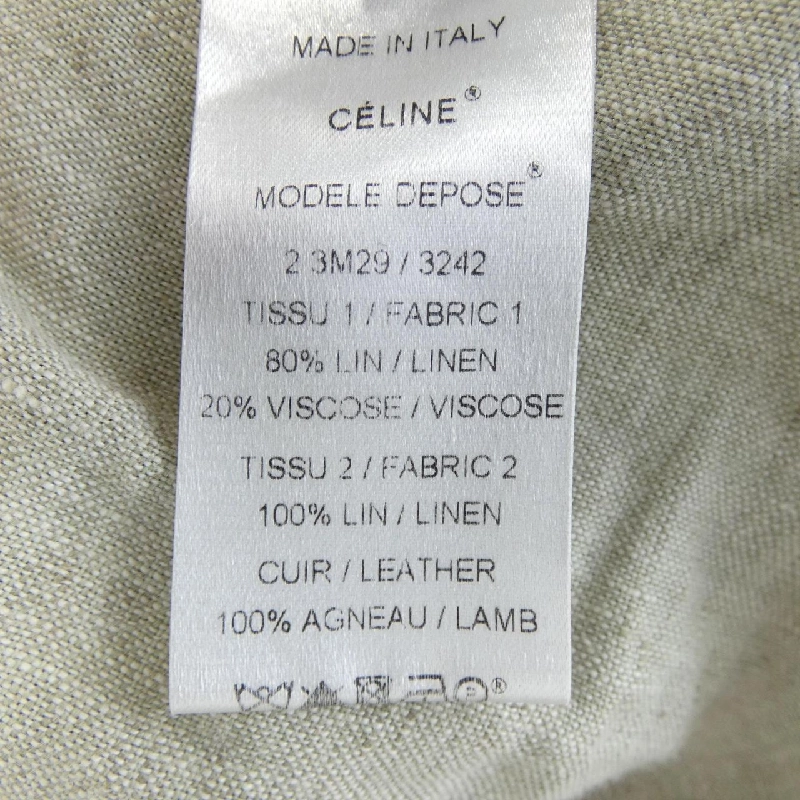 MADE IN ITALY
CÉLINE®
MODELE DEPOSE®
2 3M29 / 3242
TISSU 1 / FABRIC 1
80% LIN / LINEN
20% VISCOSE / VISCOSE
TISSU 2 / FABRIC 2
100% LIN / LINEN
CUIR / LEATHER
100% AGNEAU / LAMB
®